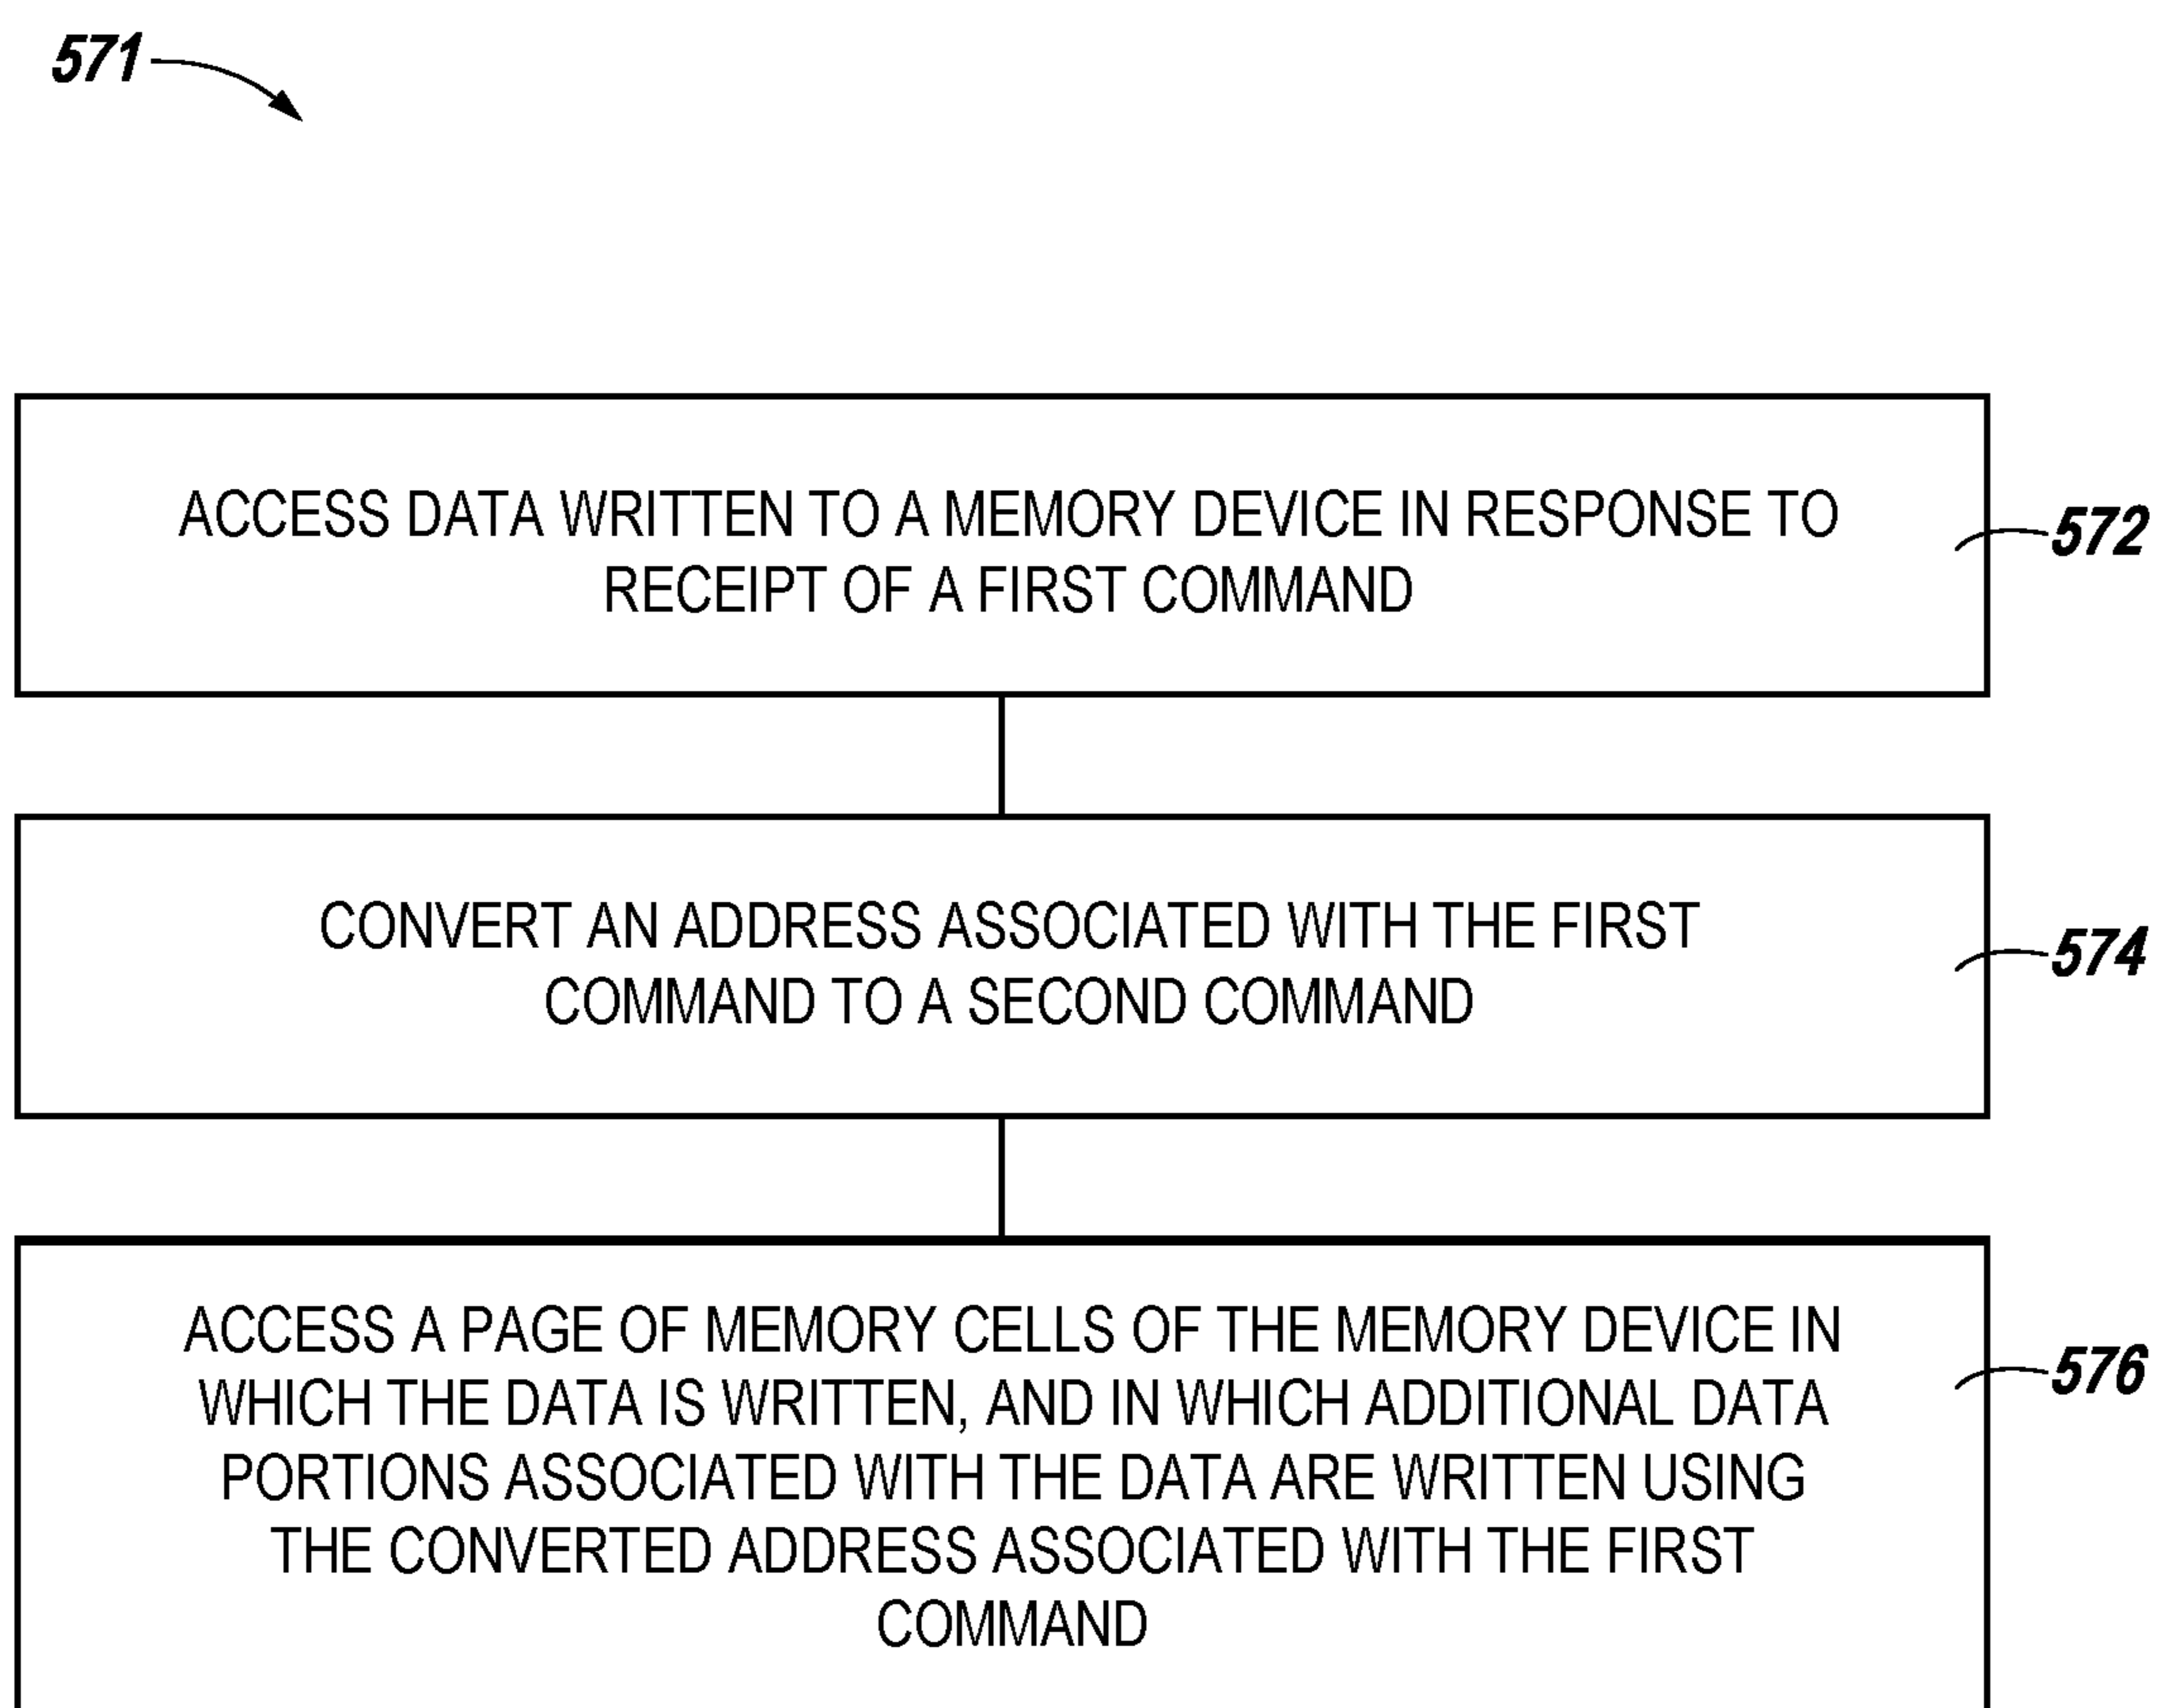 571
ACCESS DATA WRITTEN TO A MEMORY DEVICE IN RESPONSE TO
RECEIPT OF A FIRST COMMAND
572
CONVERT AN ADDRESS ASSOCIATED WITH THE FIRST
COMMAND TO A SECOND COMMAND
574
ACCESS A PAGE OF MEMORY CELLS OF THE MEMORY DEVICE IN
WHICH THE DATA IS WRITTEN, AND IN WHICH ADDITIONAL DATA
PORTIONS ASSOCIATED WITH THE DATA ARE WRITTEN USING
THE CONVERTED ADDRESS ASSOCIATED WITH THE FIRST
COMMAND
576